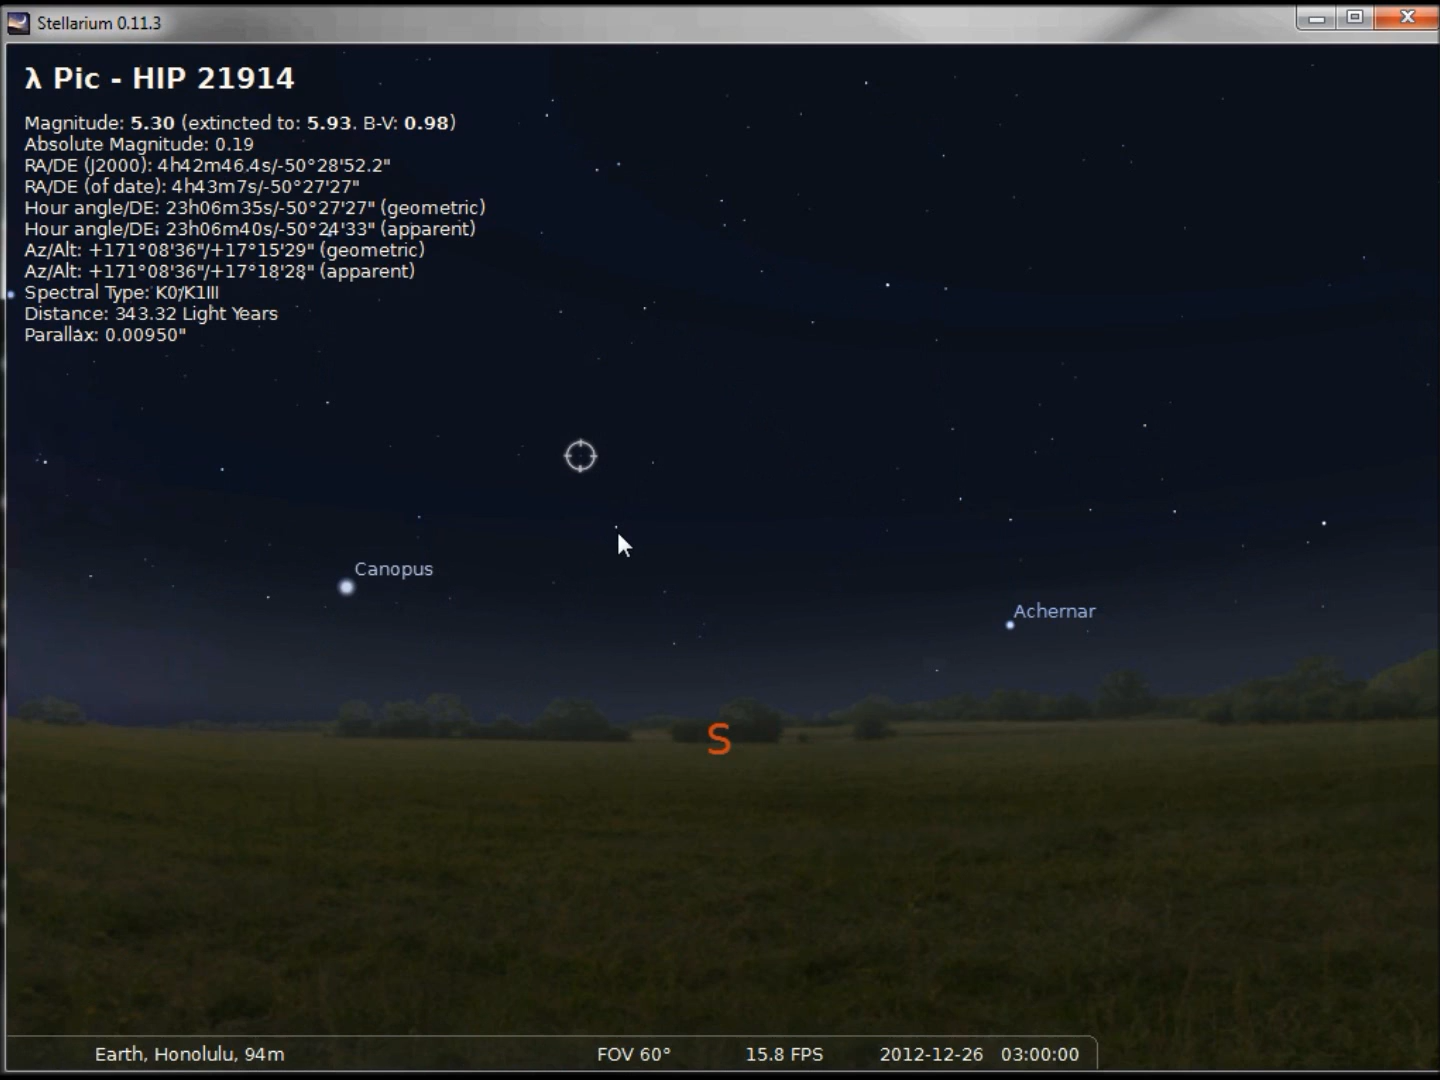 Stellarium 0.11.3
λ Pic - HIP 21914
Magnitude: 5.30 (extincted to: 5.93. B-V: 0.98)
Absolute Magnitude: 0.19
RA/DE (J2000): 4h42m46.4s/-50°28'52.2"
RA/DE (of date): 4h43m7s/-50°27'27"
Hour angle/DE: 23h06m35s/-50°27'27" (geometric)
Hour angle/DE: 23h06m40s/-50°24'33" (apparent)
Az/Alt: +171°08'36"/+17°15'29" (geometric)
Az/Alt: +171°08'36"/+17°18'28" (apparent)
Spectral Type: K0/K1III
Distance: 343.32 Light Years
Parallax: 0.00950"
Canopus
Achernar
S
Earth, Honolulu, 94m FOV 60° 15.8 FPS 2012-12-26 03:00:00